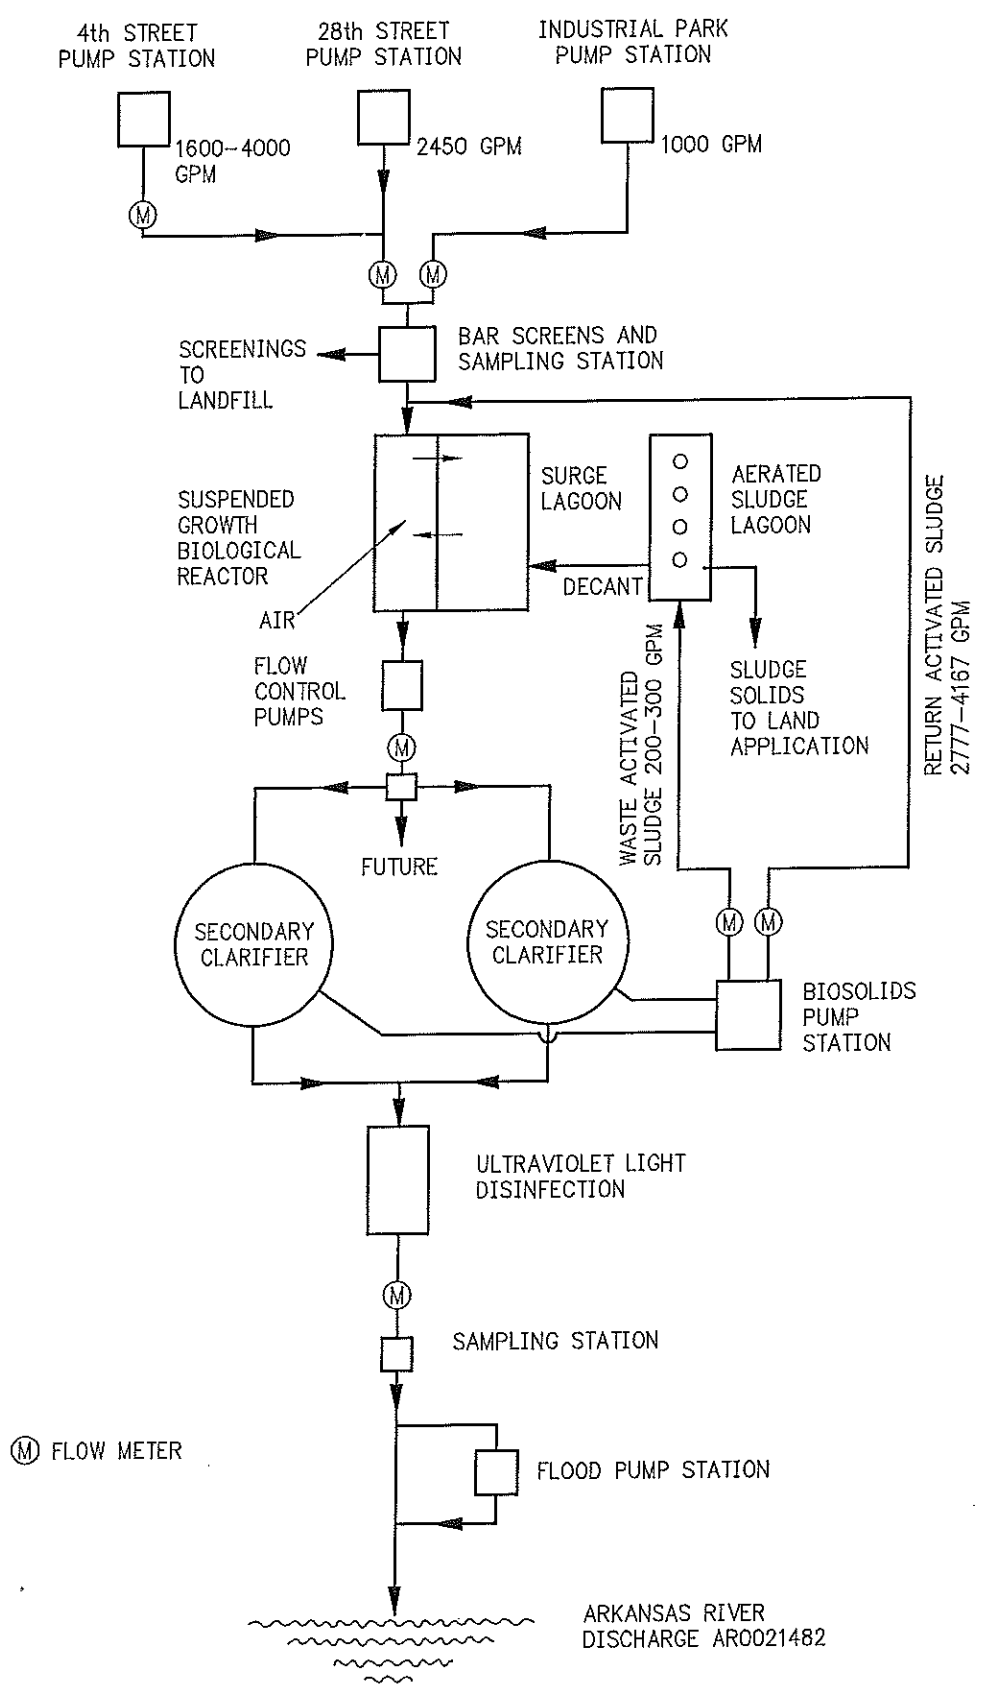 4th STREET
PUMP STATION
28th STREET
PUMP STATION
INDUSTRIAL PARK
PUMP STATION
1600-4000
GPM
2450 GPM
1000 GPM
M
M
M
BAR SCREENS AND
SAMPLING STATION
SCREENINGS
TO
LANDFILL
SUSPENDED
GROWTH
BIOLOGICAL
REACTOR
SURGE
LAGOON
AERATED
SLUDGE
LAGOON
RETURN ACTIVATED SLUDGE
2777-4167 GPM
DECANT
AIR
FLOW
CONTROL
PUMPS
WASTE ACTIVATED
SLUDGE 200-300 GPM
SLUDGE
SOLIDS
TO LAND
APPLICATION
M
FUTURE
SECONDARY
CLARIFIER
SECONDARY
CLARIFIER
M
M
BIOSOLIDS
PUMP
STATION
ULTRAVIOLET LIGHT
DISINFECTION
M
SAMPLING STATION
M FLOW METER
FLOOD PUMP STATION
ARKANSAS RIVER
DISCHARGE AR0021482